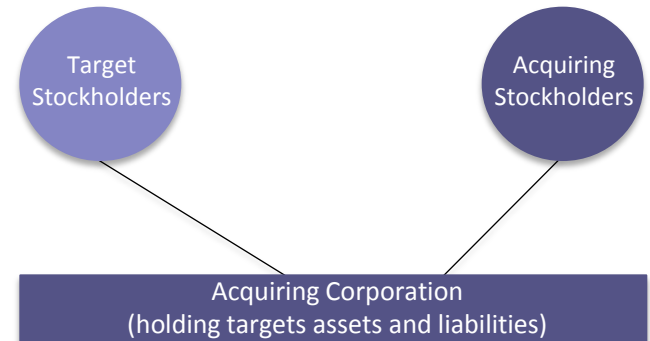 Target
Stockholders
Acquiring
Stockholders
Acquiring Corporation
(holding targets assets and liabilities)